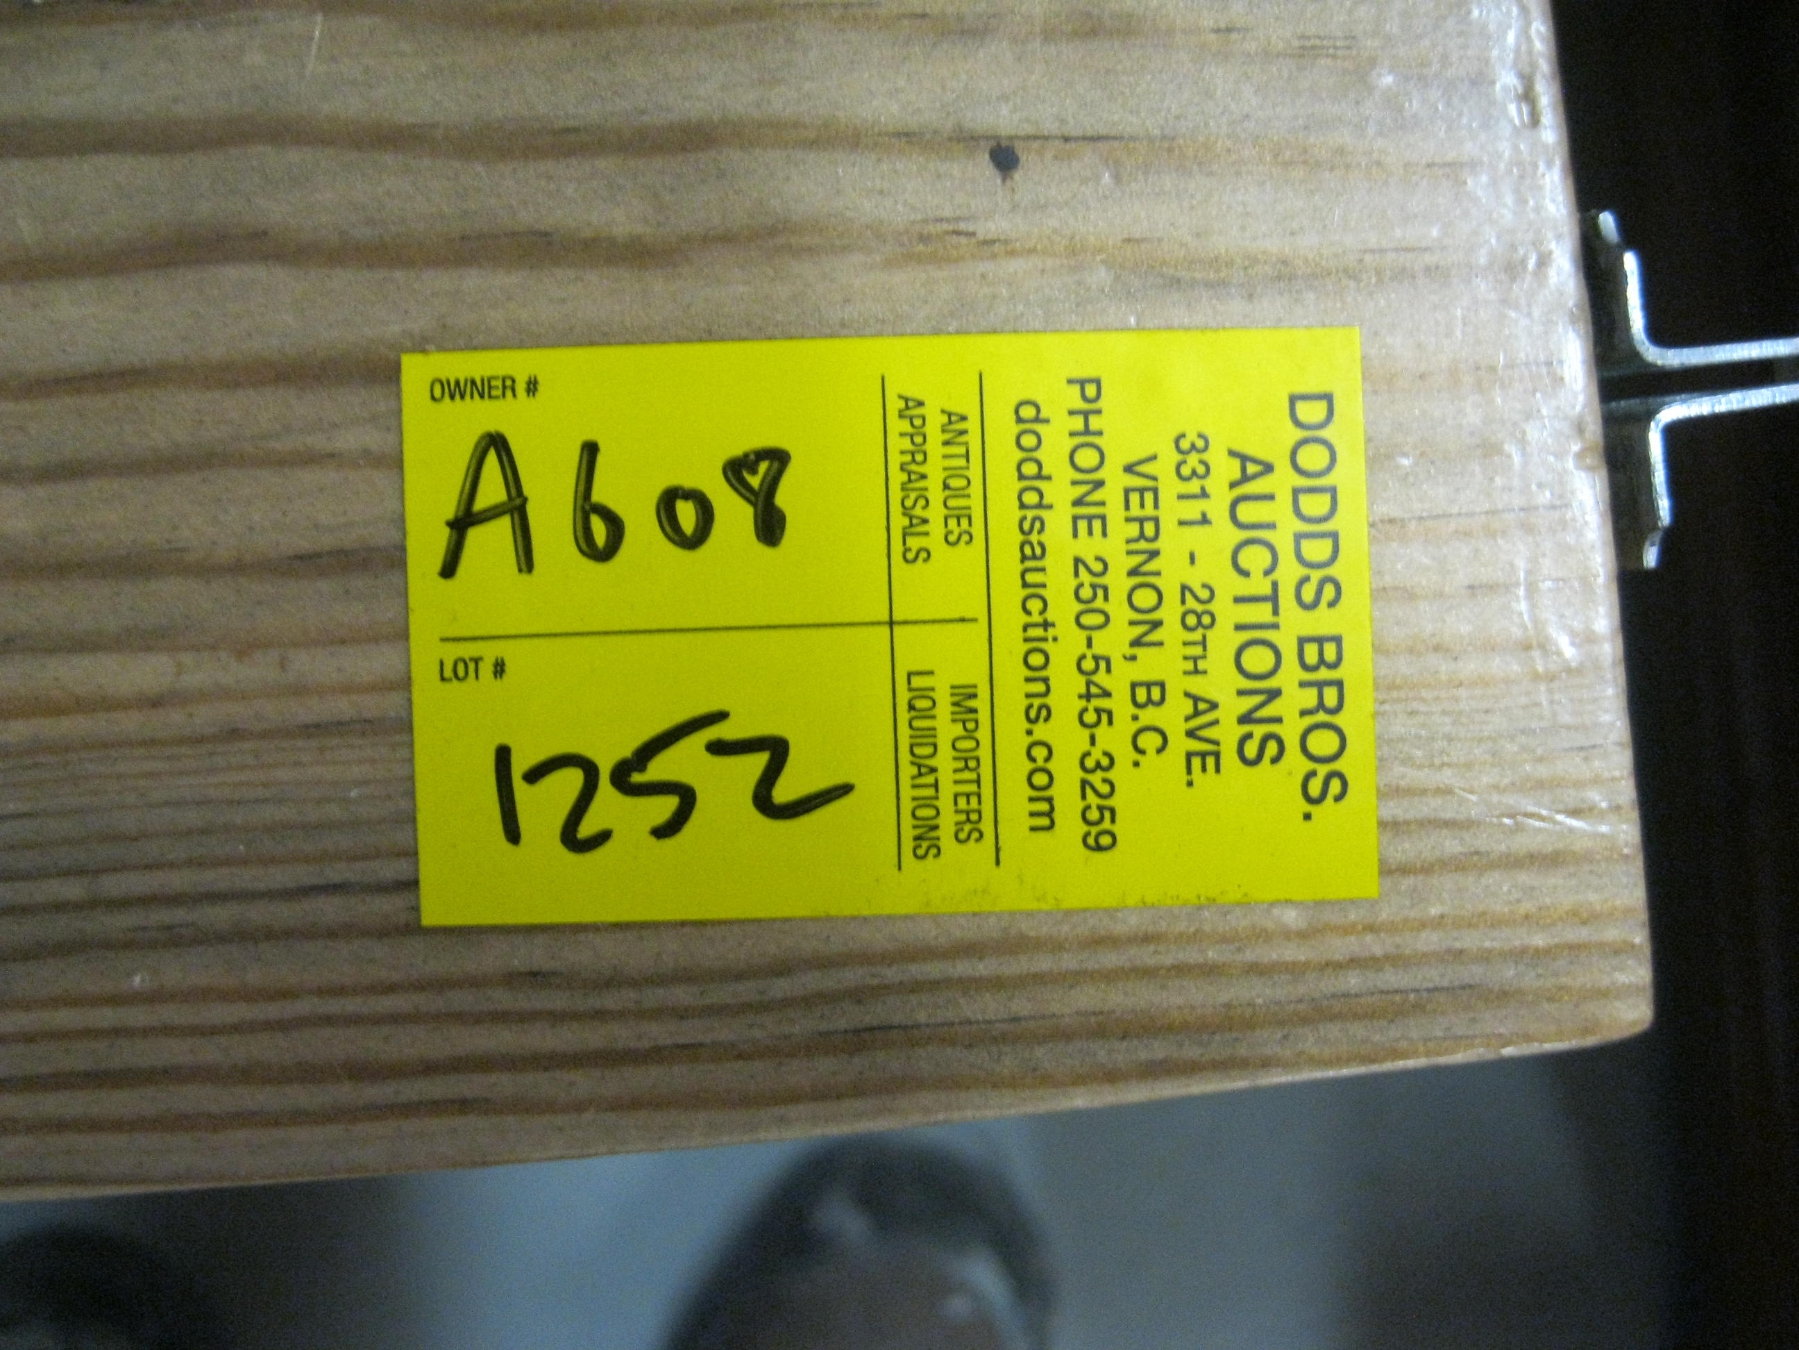 DODDS BROS.
AUCTIONS
3311 - 28TH AVE.
VERNON, B.C.
PHONE 250-545-3259
doddsauctions.com
ANTIQUES
APPRAISALS
IMPORTERS
LIQUIDATIONS
OWNER #
A608
LOT #
1252